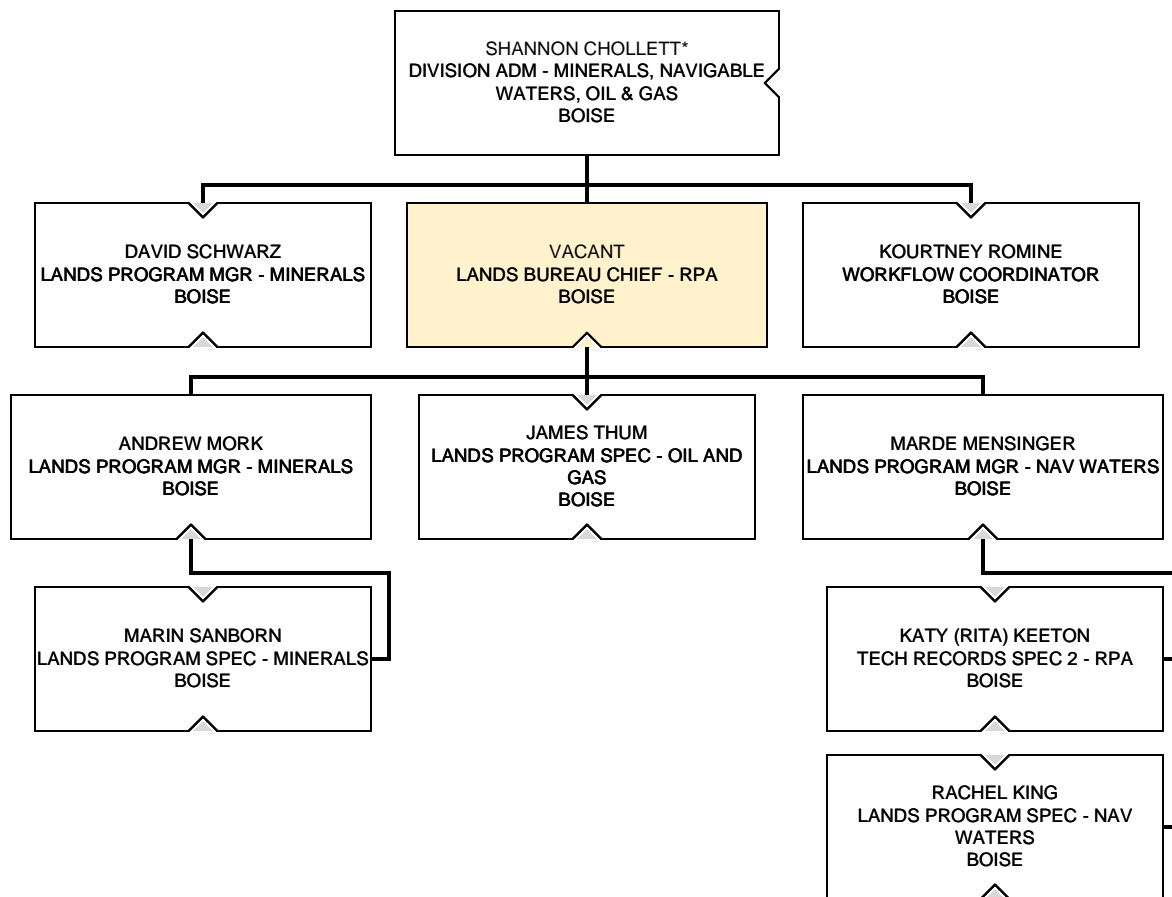 SHANNON CHOLLETT*
DIVISION ADM - MINERALS, NAVIGABLE
WATERS, OIL & GAS
BOISE
DAVID SCHWARZ
LANDS PROGRAM MGR - MINERALS
BOISE
VACANT
LANDS BUREAU CHIEF - RPA
BOISE
KOURTNEY ROMINE
WORKFLOW COORDINATOR
BOISE
ANDREW MORK
LANDS PROGRAM MGR - MINERALS
BOISE
JAMES THUM
LANDS PROGRAM SPEC - OIL AND
GAS
BOISE
MARDE MENSINGER
LANDS PROGRAM MGR - NAV WATERS
BOISE
MARIN SANBORN
LANDS PROGRAM SPEC - MINERALS
BOISE
KATY (RITA) KEETON
TECH RECORDS SPEC 2 - RPA
BOISE
RACHEL KING
LANDS PROGRAM SPEC - NAV
WATERS
BOISE